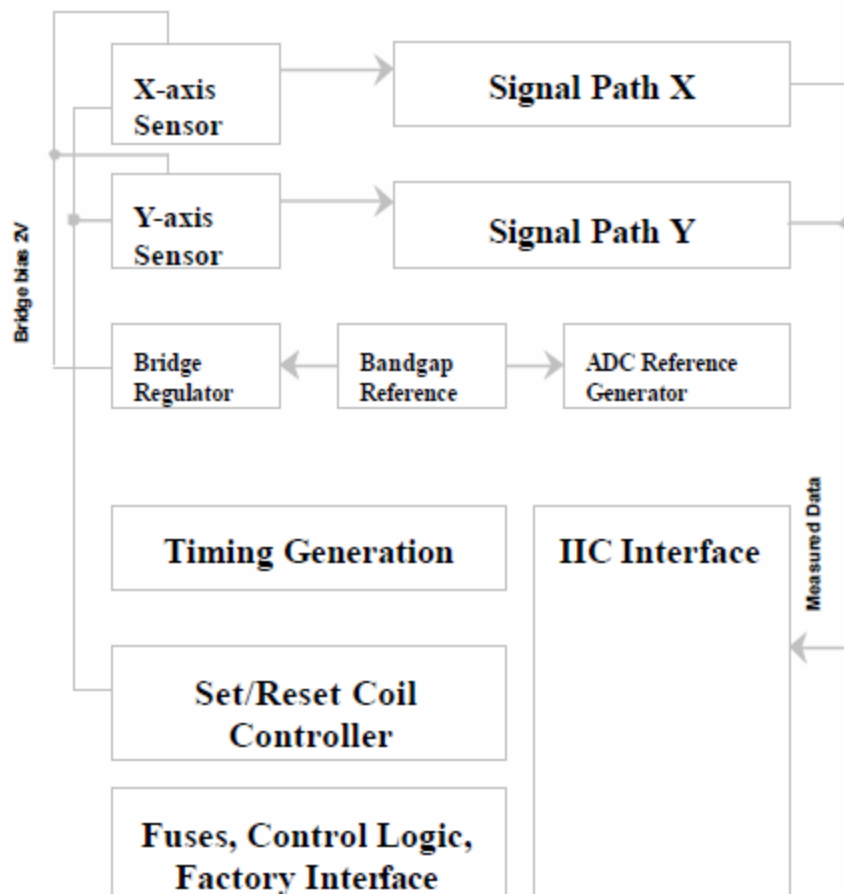 X-axis
Sensor
Signal Path X
Y-axis
Sensor
Signal Path Y
Bridge bias 2V
Bridge
Regulator
Bandgap
Reference
ADC Reference
Generator
Timing Generation
IIC Interface
Measured Data
Set/Reset Coil
Controller
Fuses, Control Logic,
Factory Interface